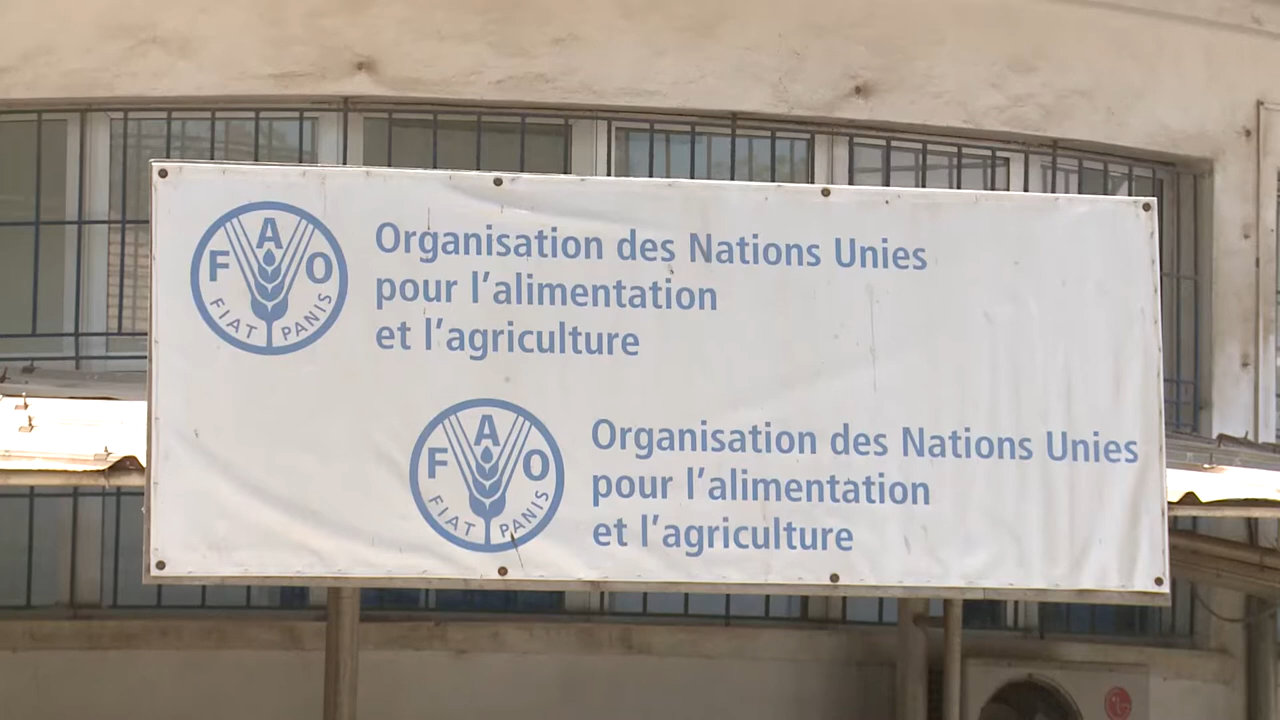 F A O
FIAT PANIS
Organisation des Nations Unies
pour l'alimentation
et l'agriculture
F A O
FIAT PANIS
Organisation des Nations Unies
pour l'alimentation
et l'agriculture
LG